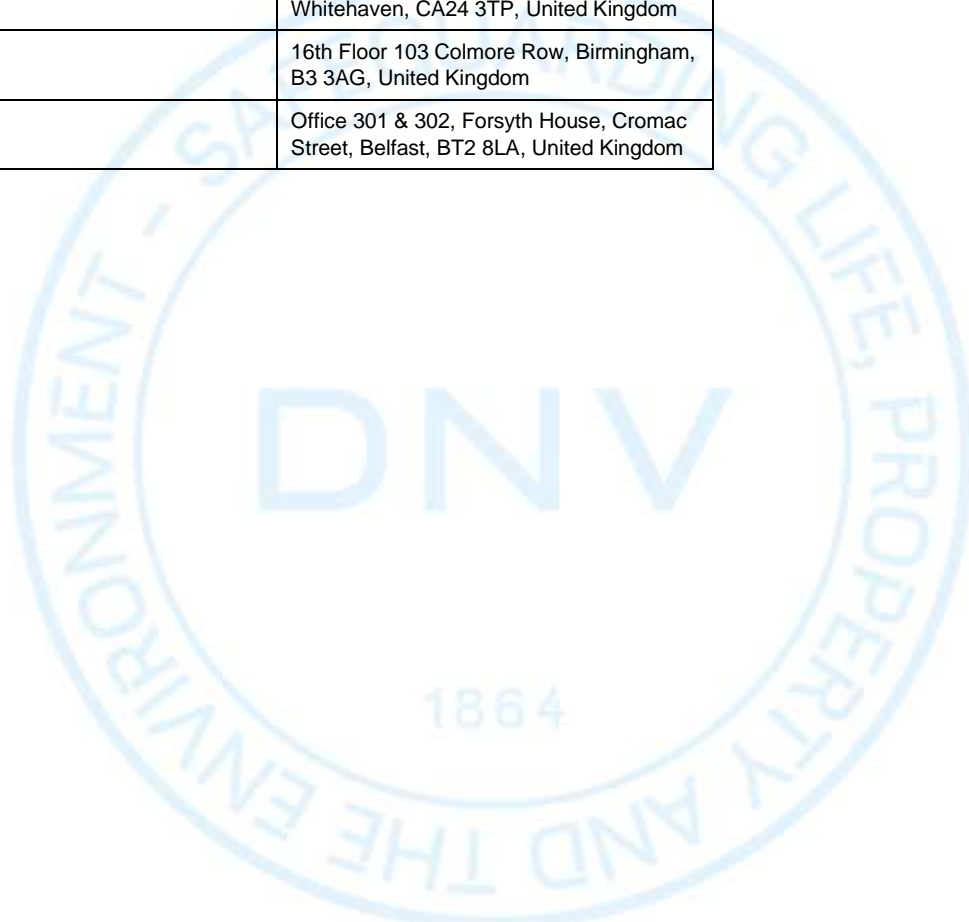 Whitehaven, CA24 3TP, United Kingdom
16th Floor 103 Colmore Row, Birmingham,
B3 3AG, United Kingdom
Office 301 & 302, Forsyth House, Cromac
Street, Belfast, BT2 8LA, United Kingdom
SAFEGUARDING LIFE, PROPERTY AND THE ENVIRONMENT -
DNV
1864